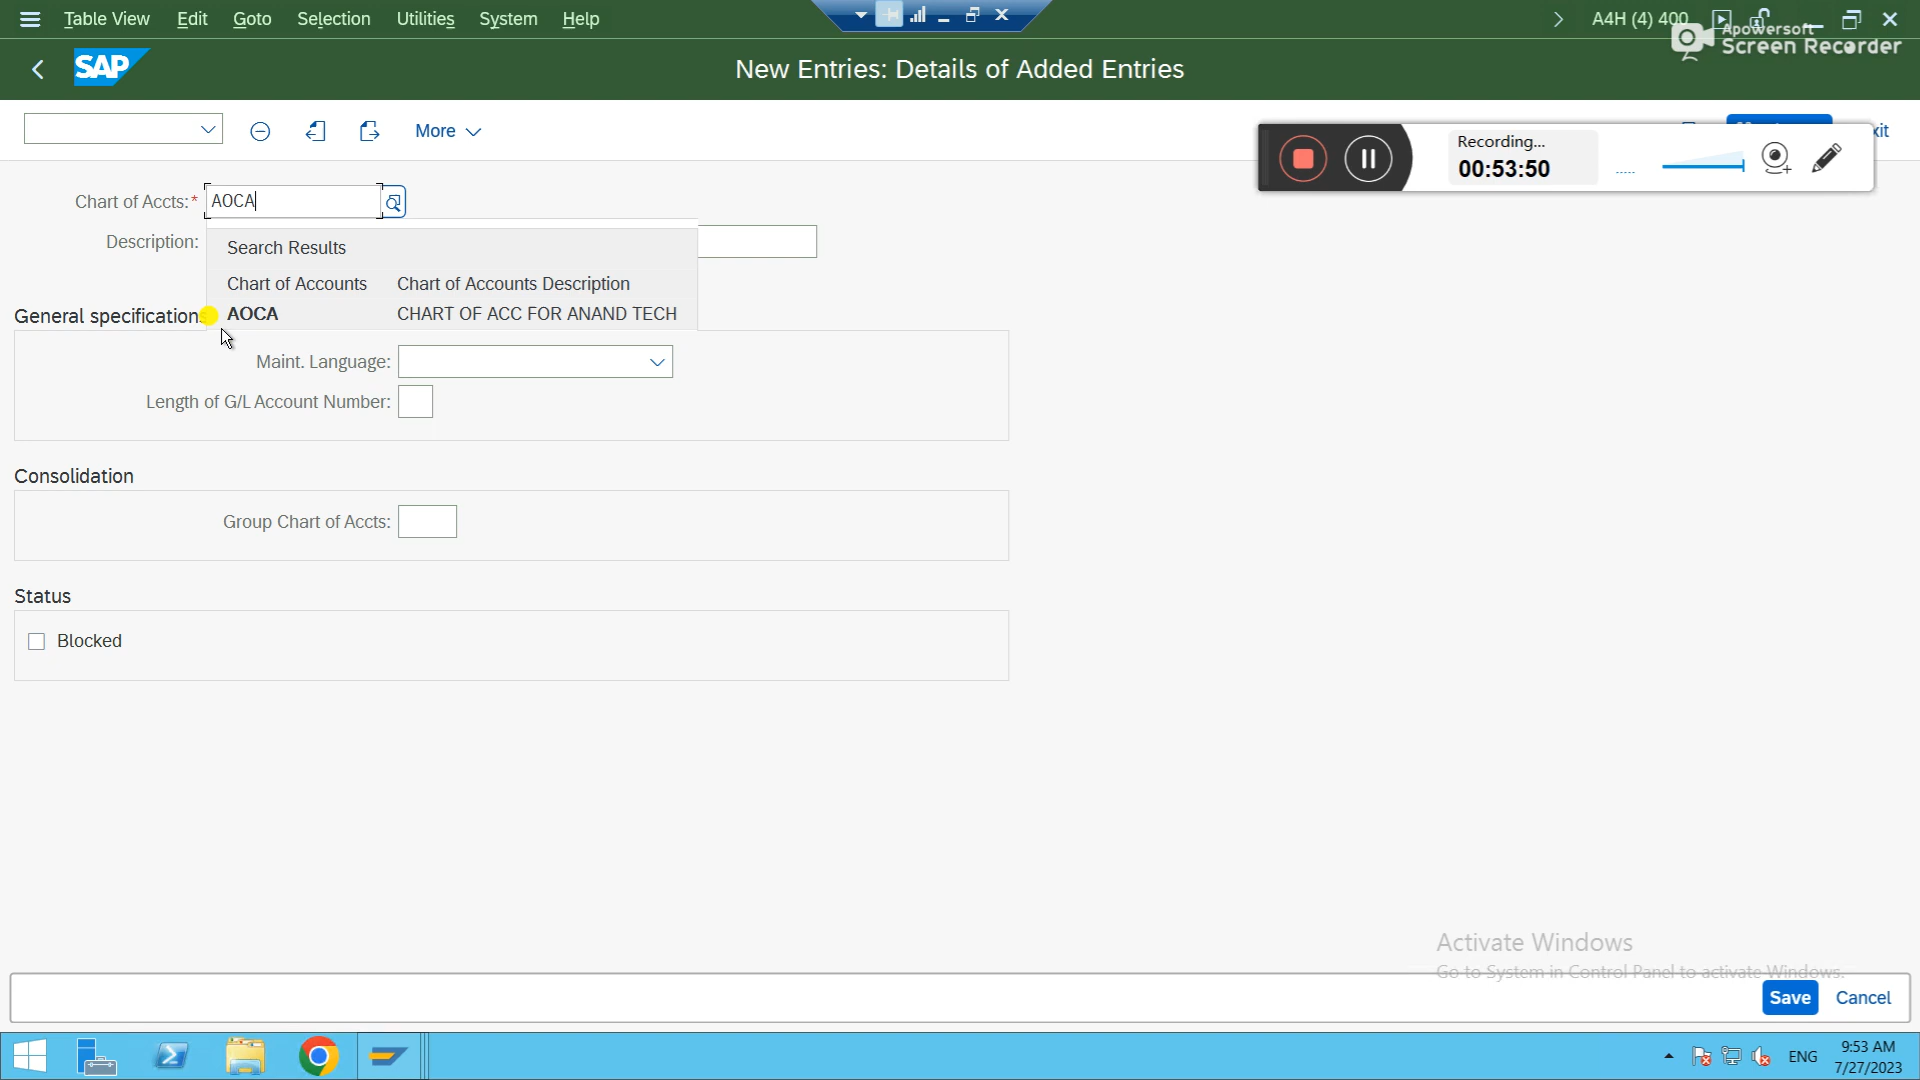 Table View Edit Goto Selection Utilities System Help
A4H (4) 400
Apowersoft
Screen Recorder
SAP
New Entries: Details of Added Entries
More
xit
Recording...
00:53:50
Chart of Accts:* AOCA
Description:
Search Results
Chart of Accounts Chart of Accounts Description
AOCA CHART OF ACC FOR ANAND TECH
General specifications
Maint. Language:
Length of G/L Account Number:
Consolidation
Group Chart of Accts:
Status
Blocked
Activate Windows
Go to System in Control Panel to activate Windows.
Save Cancel
ENG
9:53 AM
7/27/2023